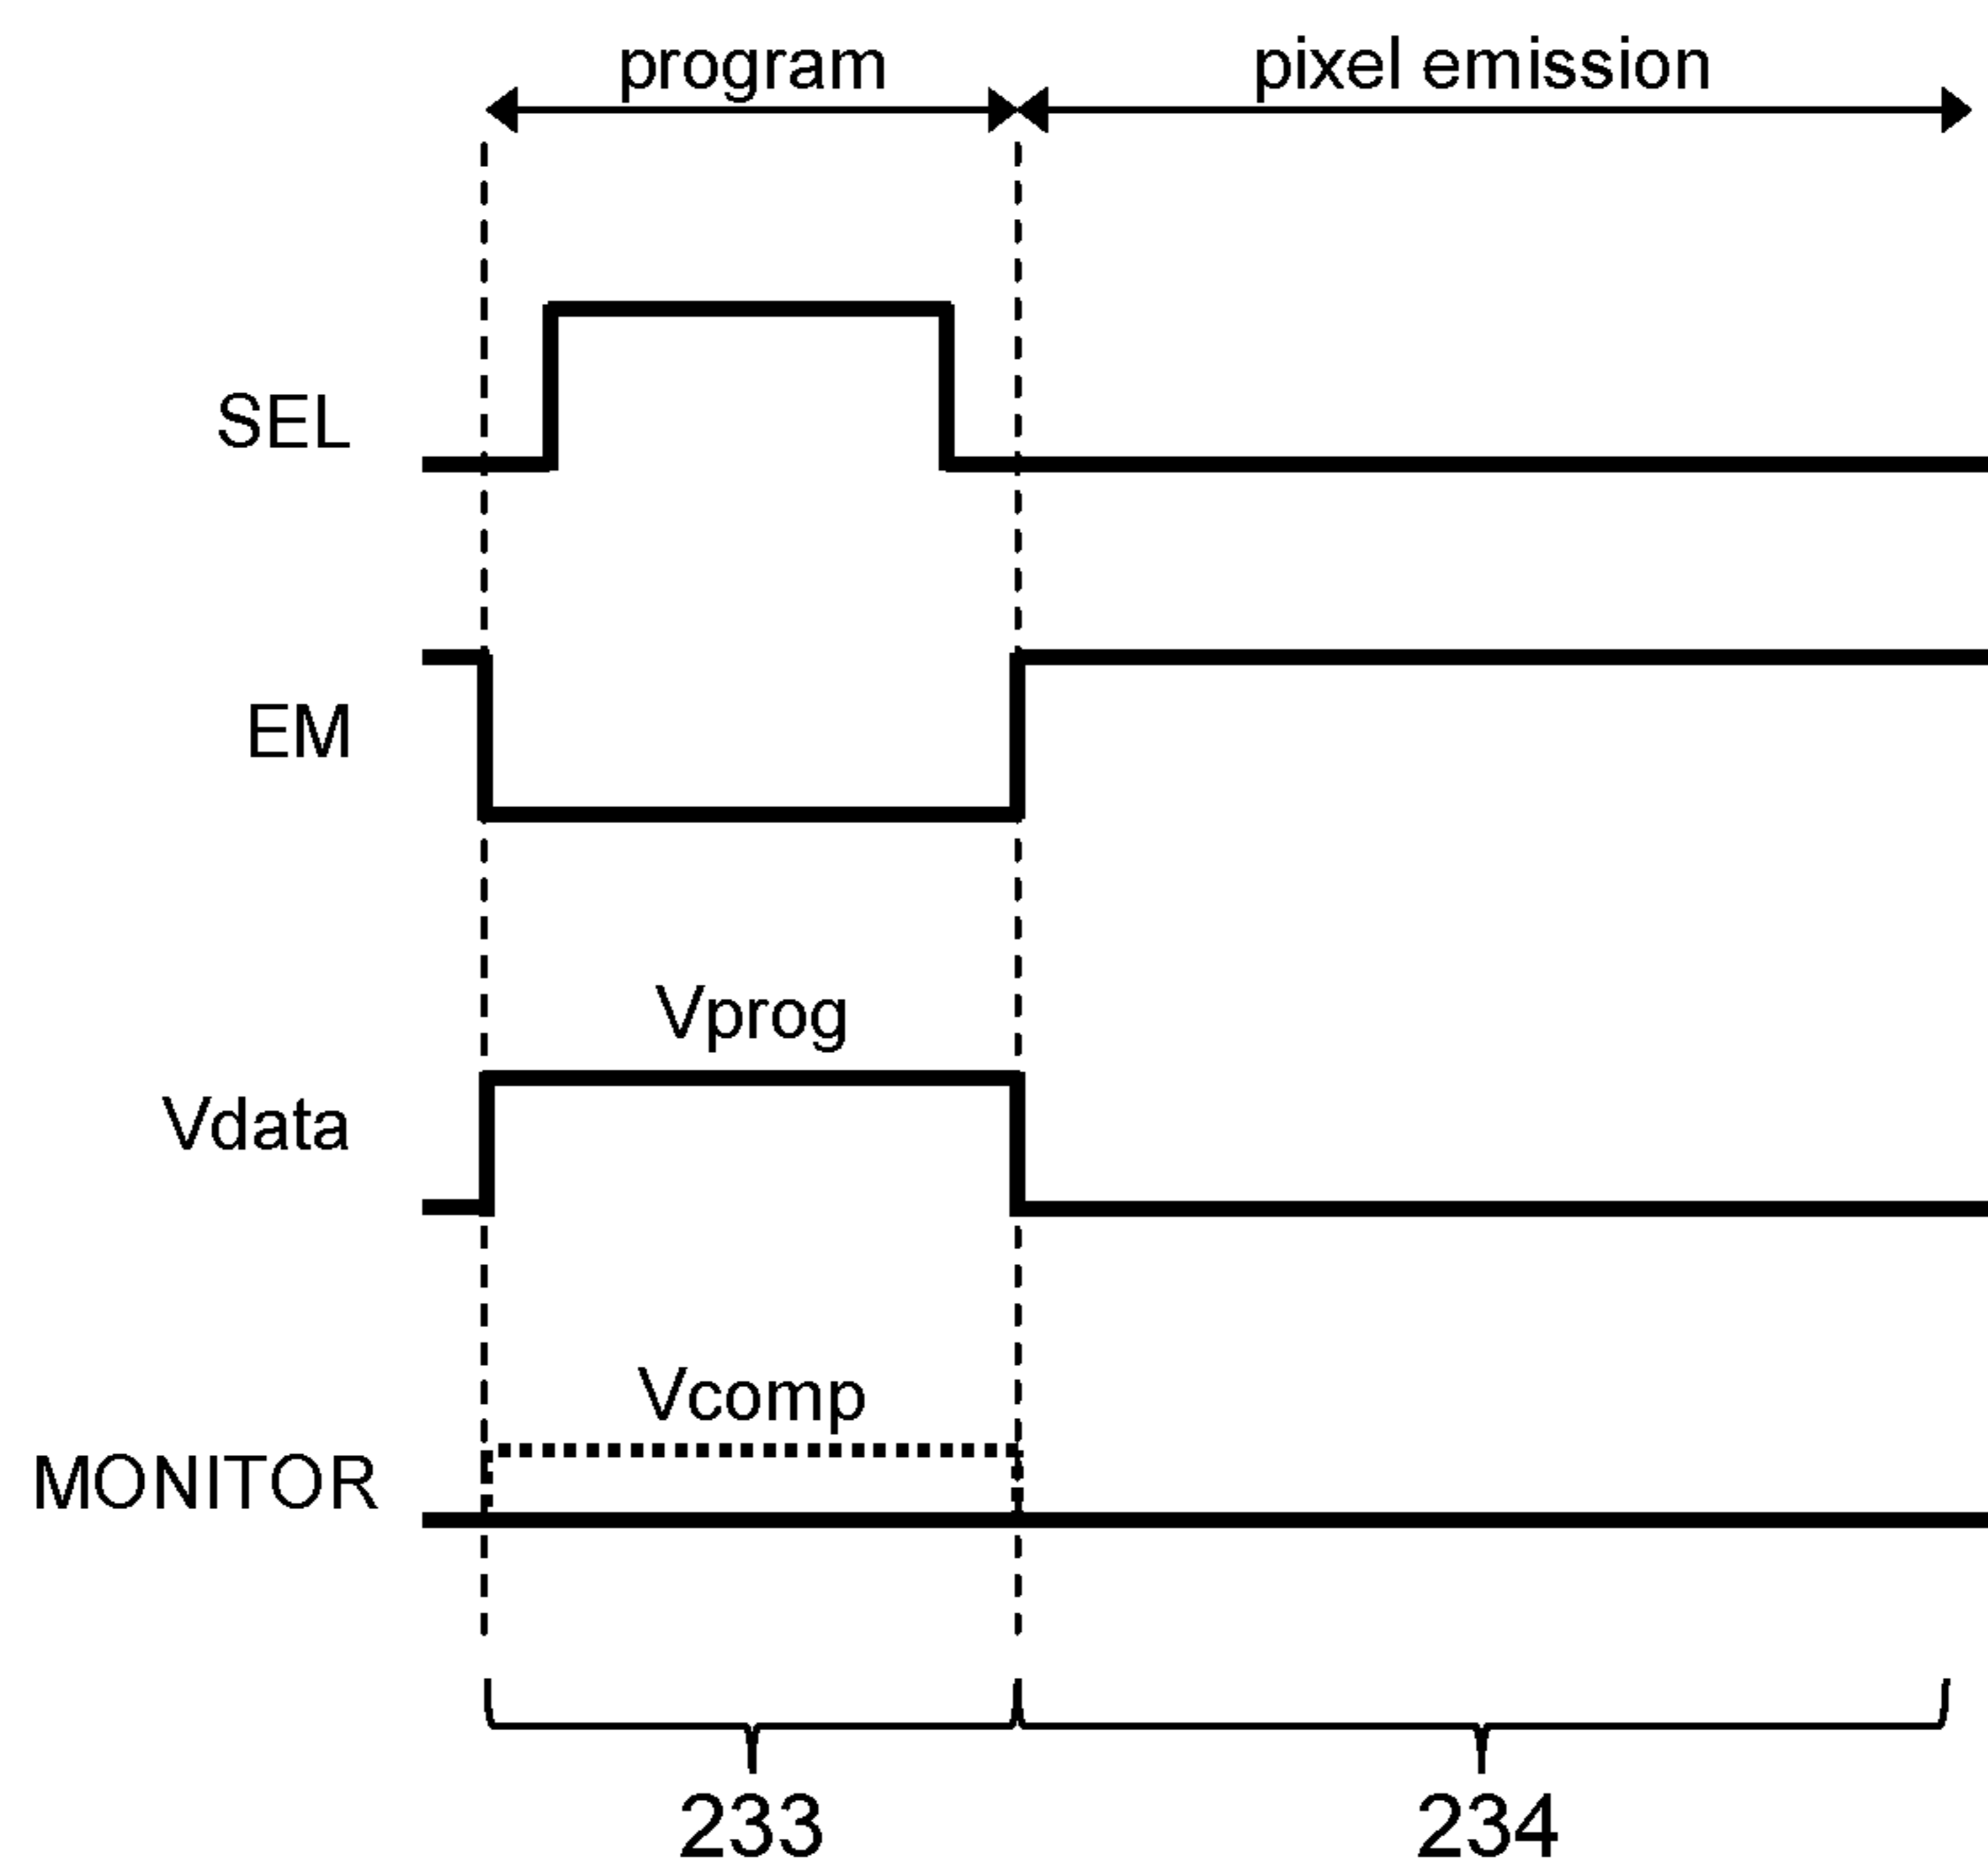 program pixel emission
SEL
EM
Vprog
Vdata
Vcomp
MONITOR
233 234